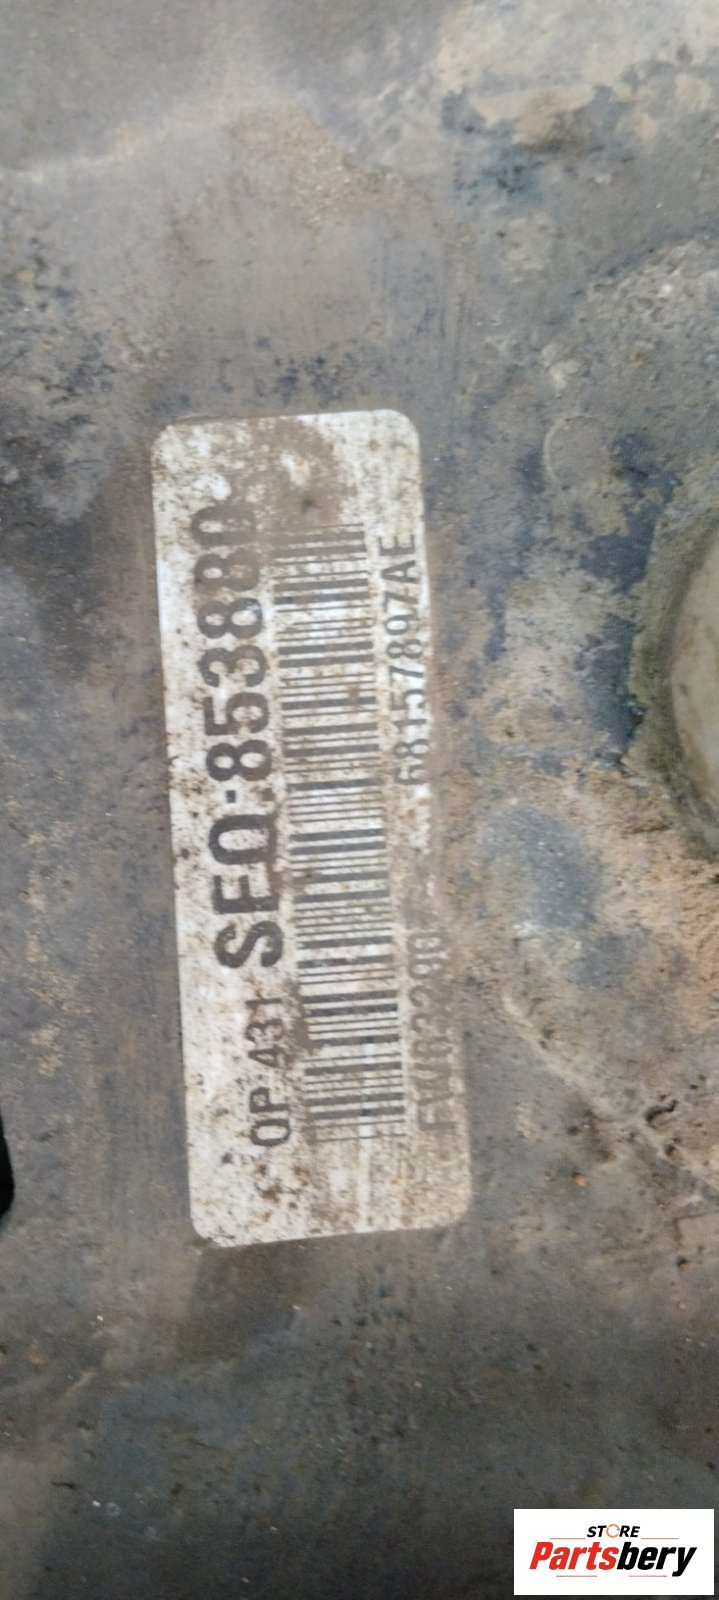 OP 431 SEQ:853880
68157897AE
STORE
Partsbery